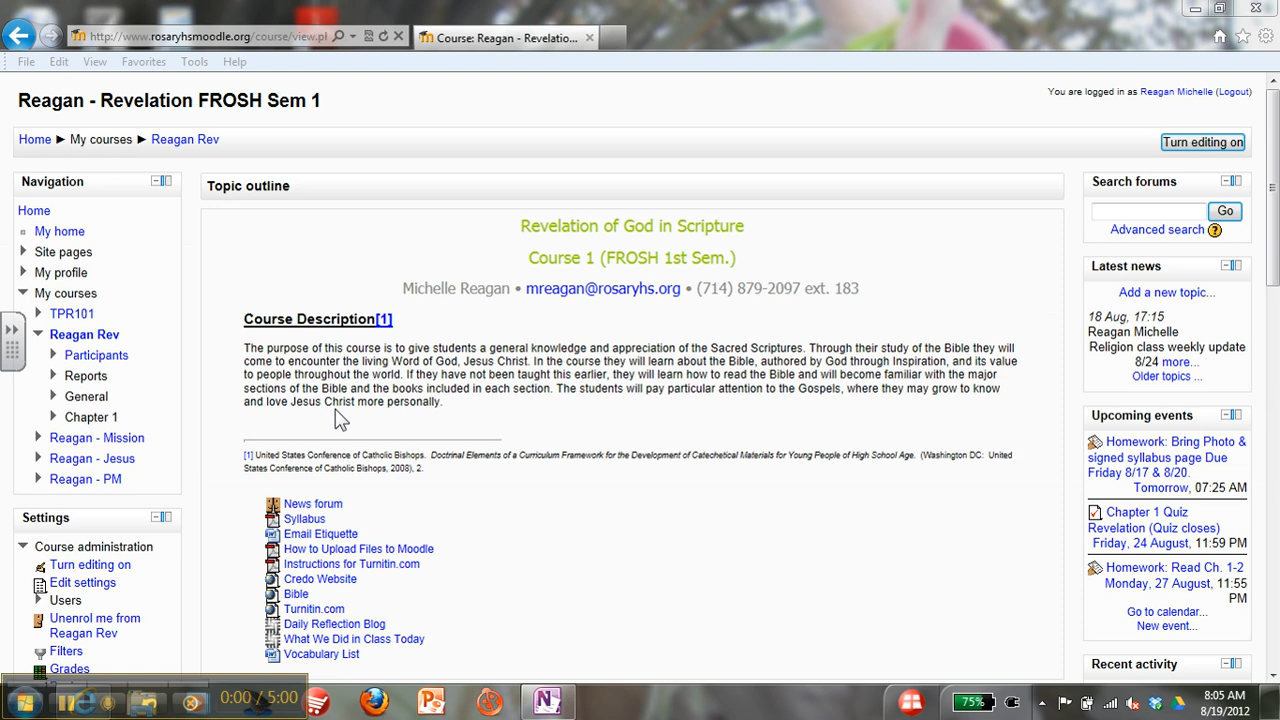 http://www.rosaryhsmoodle.org/course/view.pl
Course: Reagan - Revelatio...
File Edit View Favorites Tools Help
Reagan - Revelation FROSH Sem 1
You are logged in as Reagan Michelle (Logout)
Home ► My courses ► Reagan Rev
Turn editing on
Navigation
Home
My home
Site pages
My profile
My courses
TPR101
Reagan Rev
Participants
Reports
General
Chapter 1
Reagan - Mission
Reagan - Jesus
Reagan - PM
Settings
Course administration
Turn editing on
Edit settings
Users
Unenrol me from
Reagan Rev
Filters
Grades
Topic outline
Revelation of God in Scripture
Course 1 (FROSH 1st Sem.)
Michelle Reagan • mreagan@rosaryhs.org • (714) 879-2097 ext. 183
Course Description[1]
The purpose of this course is to give students a general knowledge and appreciation of the Sacred Scriptures. Through their study of the Bible they will
come to encounter the living Word of God, Jesus Christ. In the course they will learn about the Bible, authored by God through Inspiration, and its value
to people throughout the world. If they have not been taught this earlier, they will learn how to read the Bible and will become familiar with the major
sections of the Bible and the books included in each section. The students will pay particular attention to the Gospels, where they may grow to know
and love Jesus Christ more personally.
[1] United States Conference of Catholic Bishops. Doctrinal Elements of a Curriculum Framework for the Development of Catechetical Materials for Young People of High School Age. (Washington DC: United
States Conference of Catholic Bishops, 2008), 2.
News forum
Syllabus
Email Etiquette
How to Upload Files to Moodle
Instructions for Turnitin.com
Credo Website
Bible
Turnitin.com
Daily Reflection Blog
What We Did in Class Today
Vocabulary List
Search forums
Go
Advanced search
Latest news
Add a new topic...
18 Aug, 17:15
Reagan Michelle
Religion class weekly update
8/24 more...
Older topics ...
Upcoming events
Homework: Bring Photo &
signed syllabus page Due
Friday 8/17 & 8/20.
Tomorrow, 07:25 AM
Chapter 1 Quiz
Revelation (Quiz closes)
Friday, 24 August, 11:59 PM
Homework: Read Ch. 1-2
Monday, 27 August, 11:55
PM
Go to calendar...
New event...
Recent activity
0:00 / 5:00
75%
8:05 AM
8/19/2012